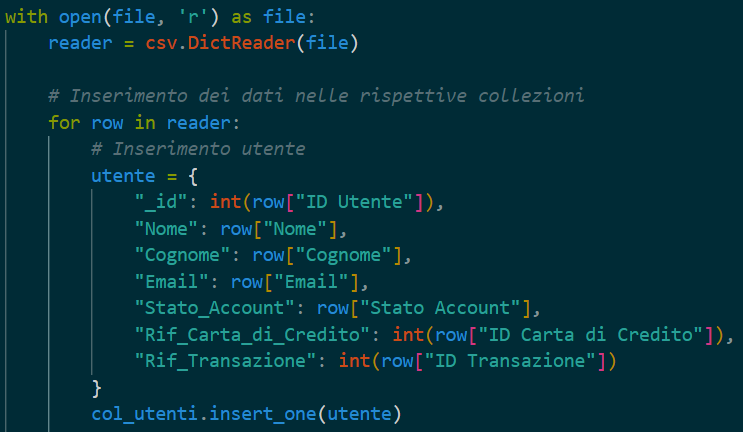 with open(file, 'r') as file:
    reader = csv.DictReader(file)

    # Inserimento dei dati nelle rispettive collezioni
    for row in reader:
        # Inserimento utente
        utente = {
            "_id": int(row["ID Utente"]),
            "Nome": row["Nome"],
            "Cognome": row["Cognome"],
            "Email": row["Email"],
            "Stato_Account": row["Stato Account"],
            "Rif_Carta_di_Credito": int(row["ID Carta di Credito"]),
            "Rif_Transazione": int(row["ID Transazione"])
        }
        col_utenti.insert_one(utente)